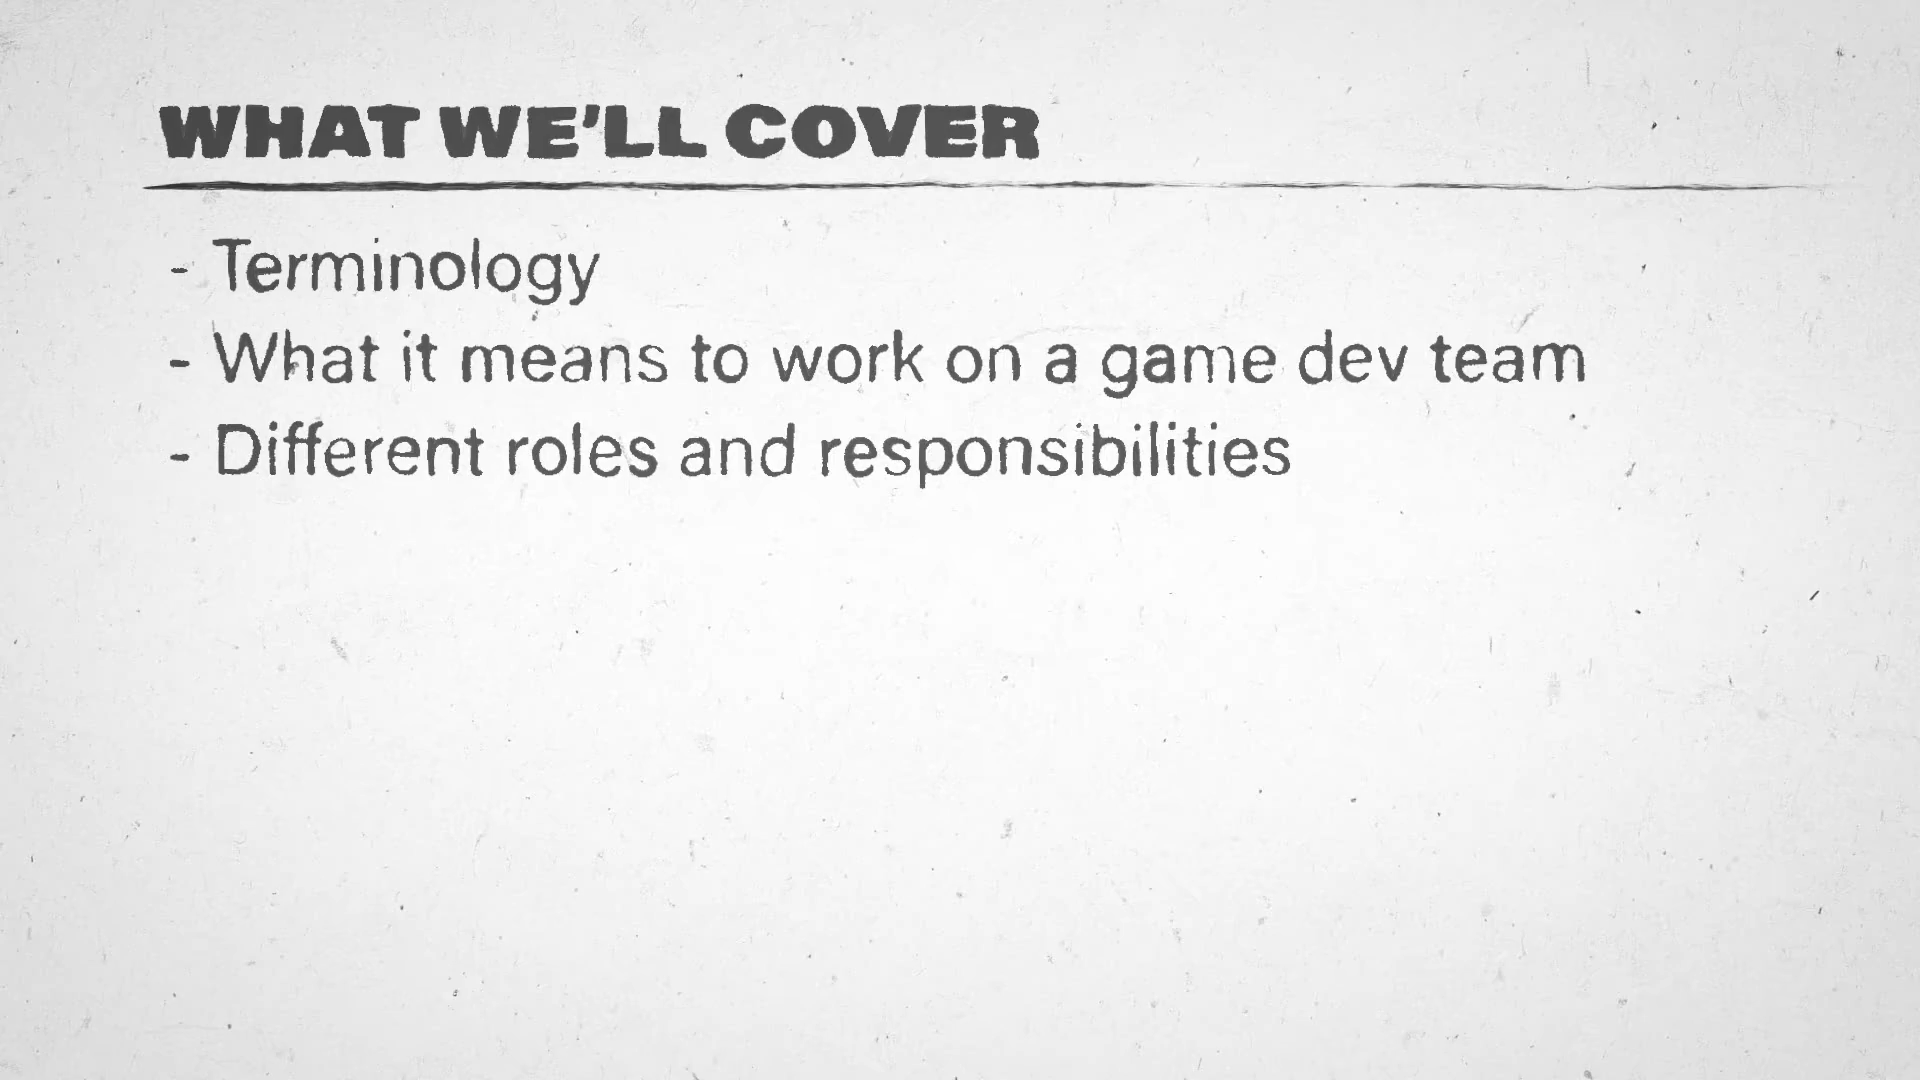 WHAT WE'LL COVER
- Terminology
- What it means to work on a game dev team
- Different roles and responsibilities